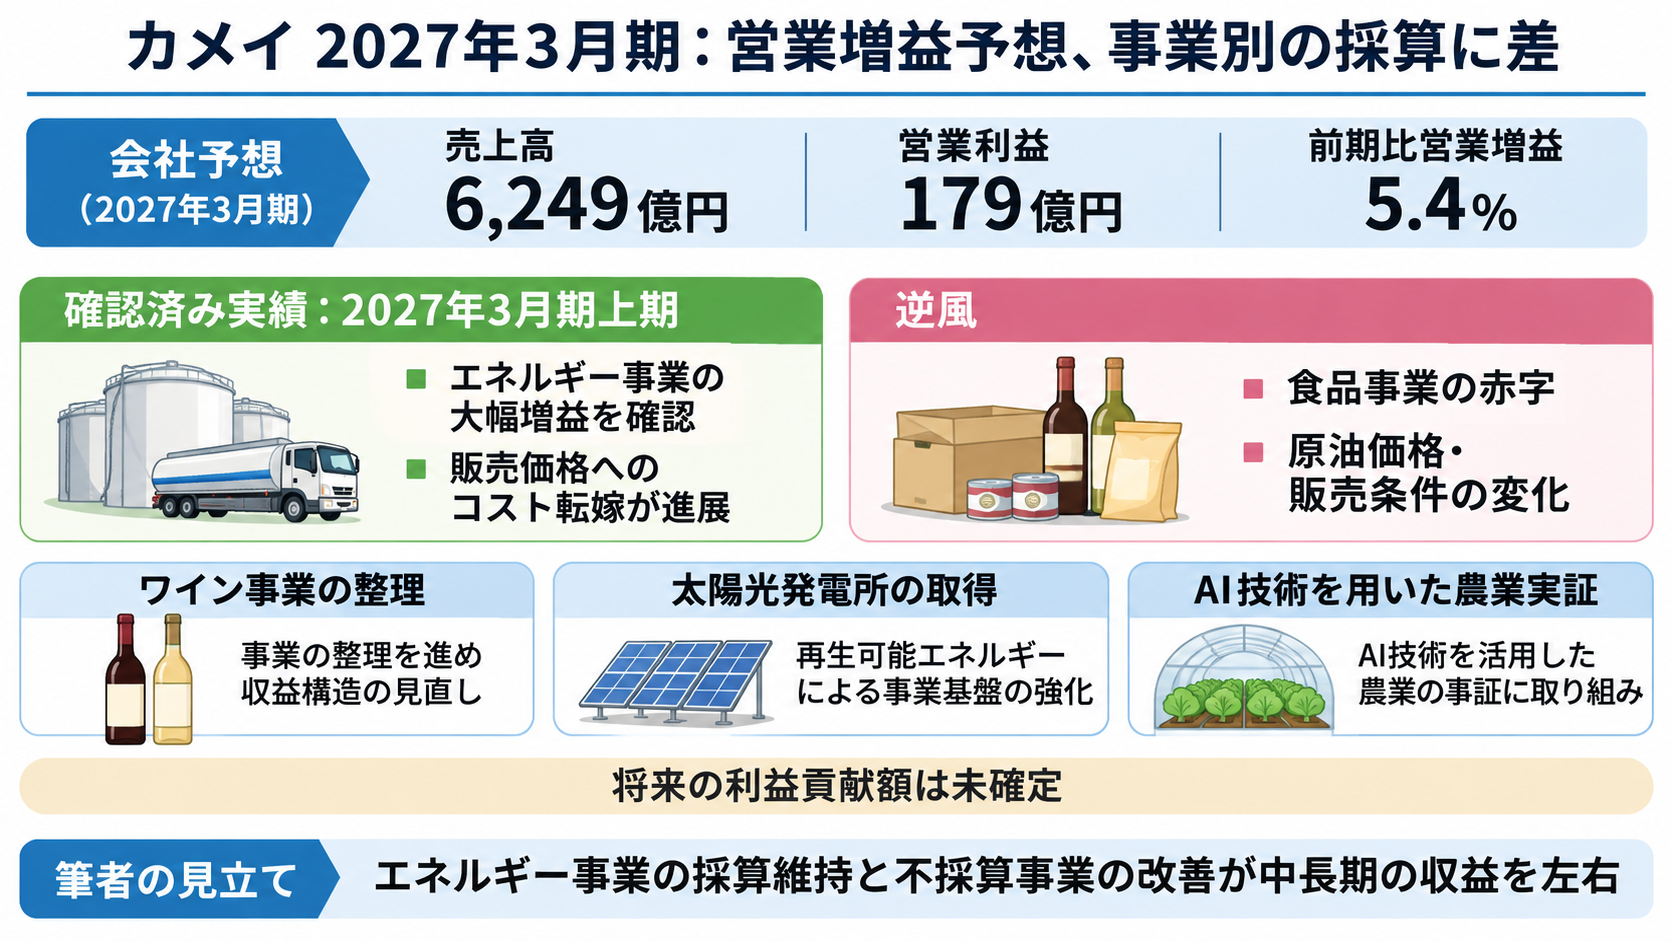 カメイ 2027年3月期：営業増益予想、事業別の採算に差
会社予想
（2027年3月期）
売上高
6,249億円
営業利益
179億円
前期比営業増益
5.4%
確認済み実績：2027年3月期上期
エネルギー事業の
大幅増益を確認
販売価格への
コスト転嫁が進展
逆風
食品事業の赤字
原油価格・
販売条件の変化
ワイン事業の整理
事業の整理を進め
収益構造の見直し
太陽光発電所の取得
再生可能エネルギー
による事業基盤の強化
AI技術を用いた農業実証
AI技術を活用した
農業の事証に取り組み
将来の利益貢献額は未確定
筆者の見立て
エネルギー事業の採算維持と不採算事業の改善が中長期の収益を左右